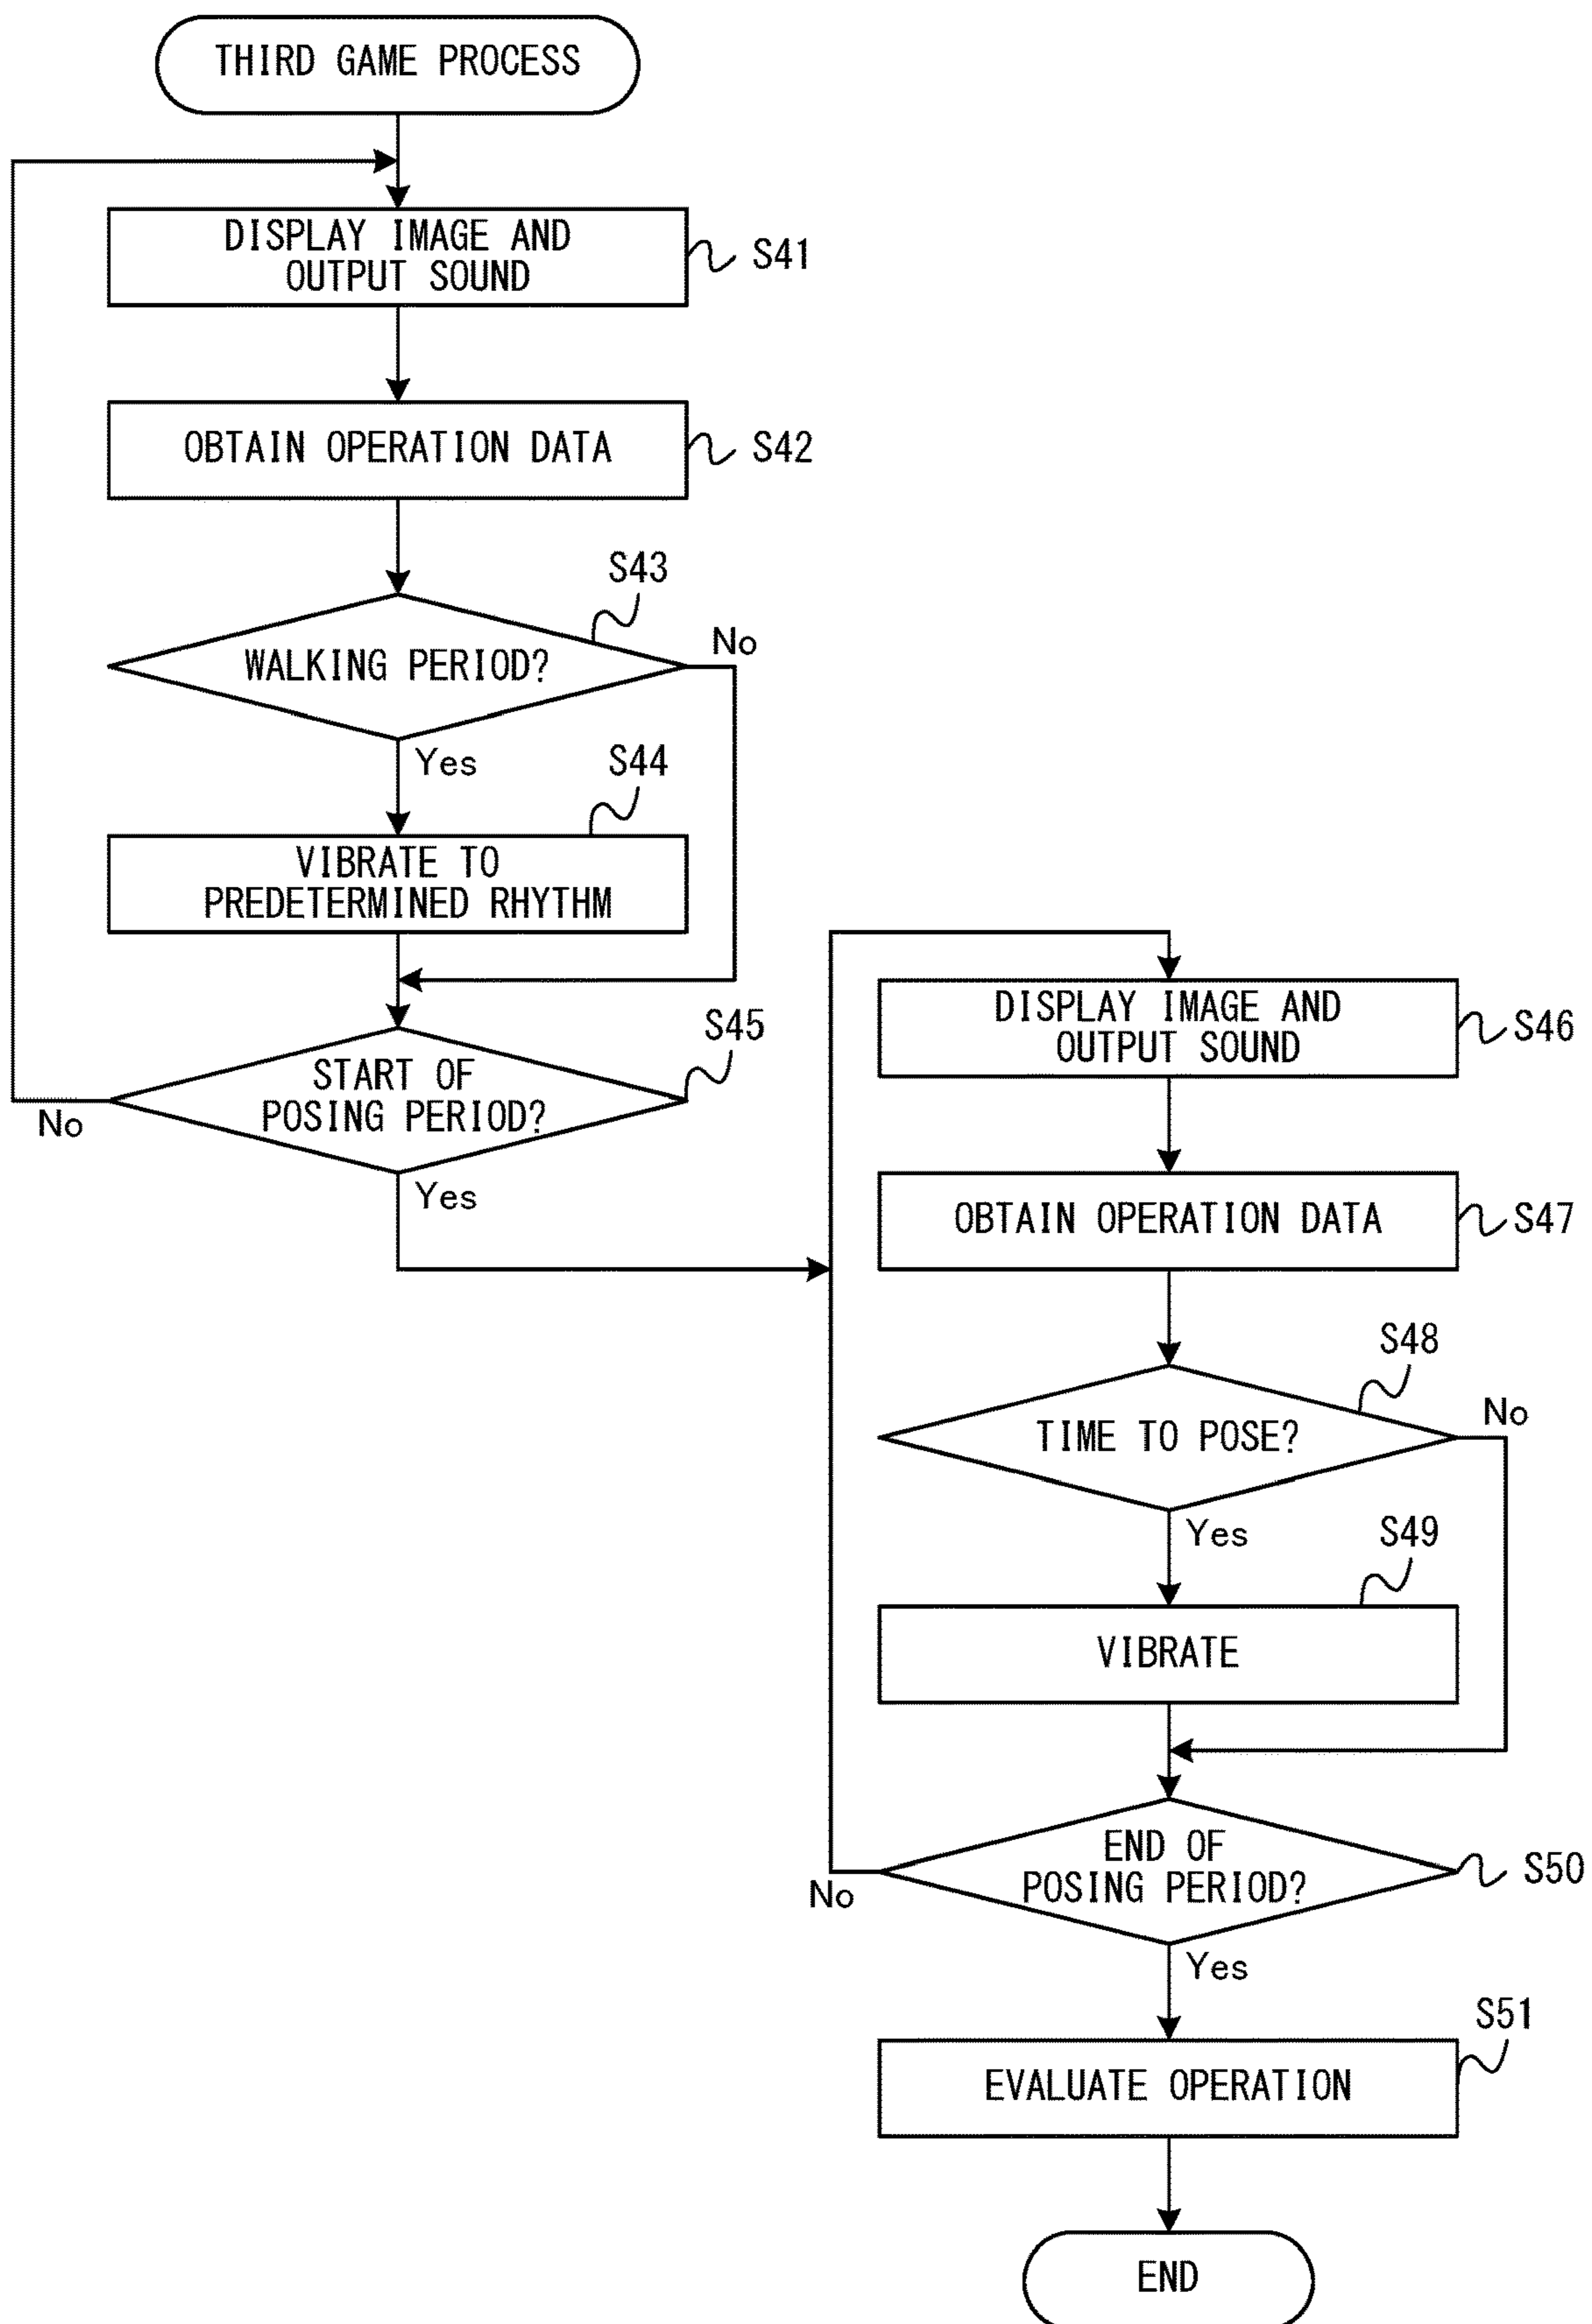 THIRD GAME PROCESS
DISPLAY IMAGE AND
OUTPUT SOUND
S41
OBTAIN OPERATION DATA
S42
S43
WALKING PERIOD?
No
Yes
S44
VIBRATE TO
PREDETERMINED RHYTHM
S45
START OF
POSING PERIOD?
No
Yes
DISPLAY IMAGE AND
OUTPUT SOUND
S46
OBTAIN OPERATION DATA
S47
S48
TIME TO POSE?
No
Yes
S49
VIBRATE
END OF
POSING PERIOD?
S50
No
Yes
S51
EVALUATE OPERATION
END